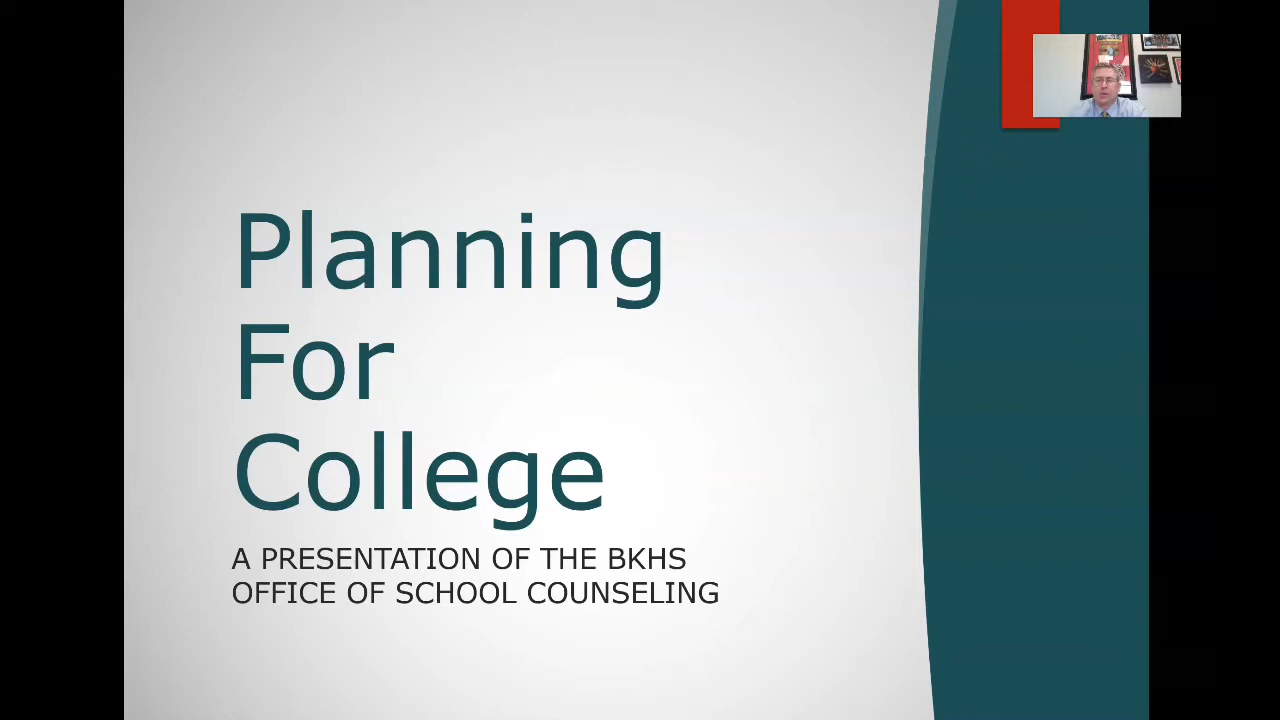 Planning
For
College
A PRESENTATION OF THE BKHS
OFFICE OF SCHOOL COUNSELING